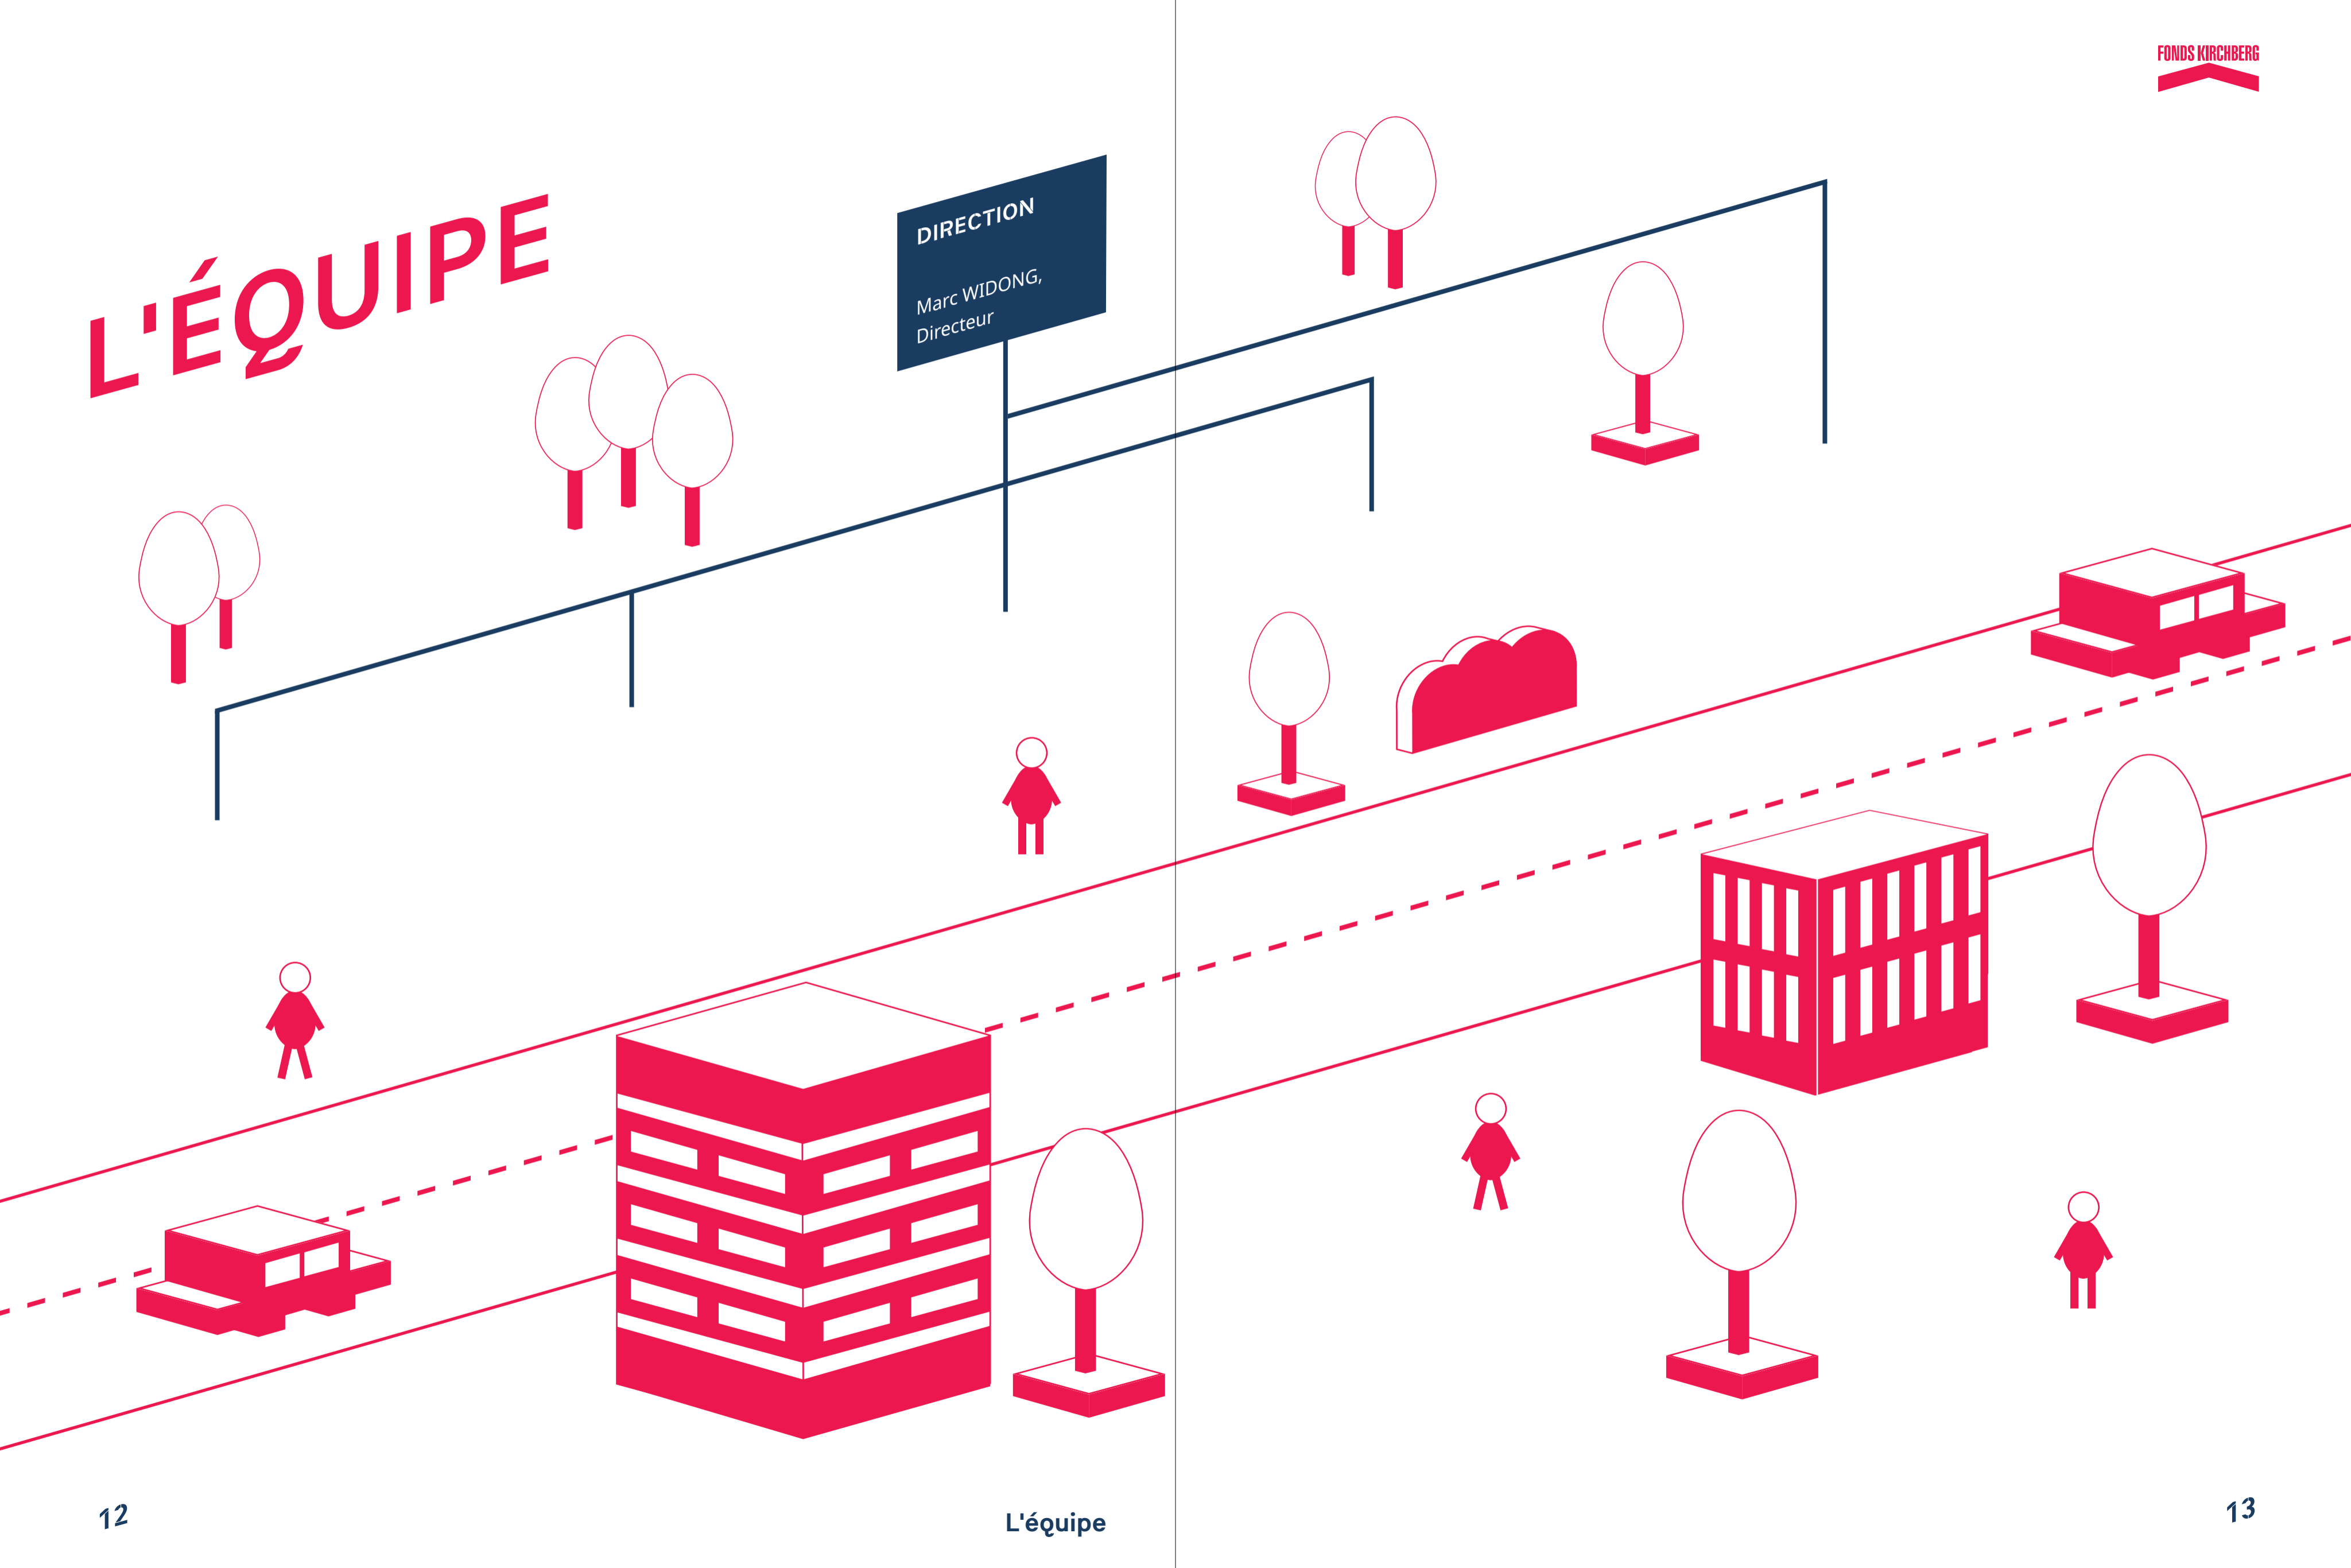 FONDS KIRCHBERG
L'ÉQUIPE
DIRECTION
Marc WIDONG,
Directeur
12
L'équipe
13